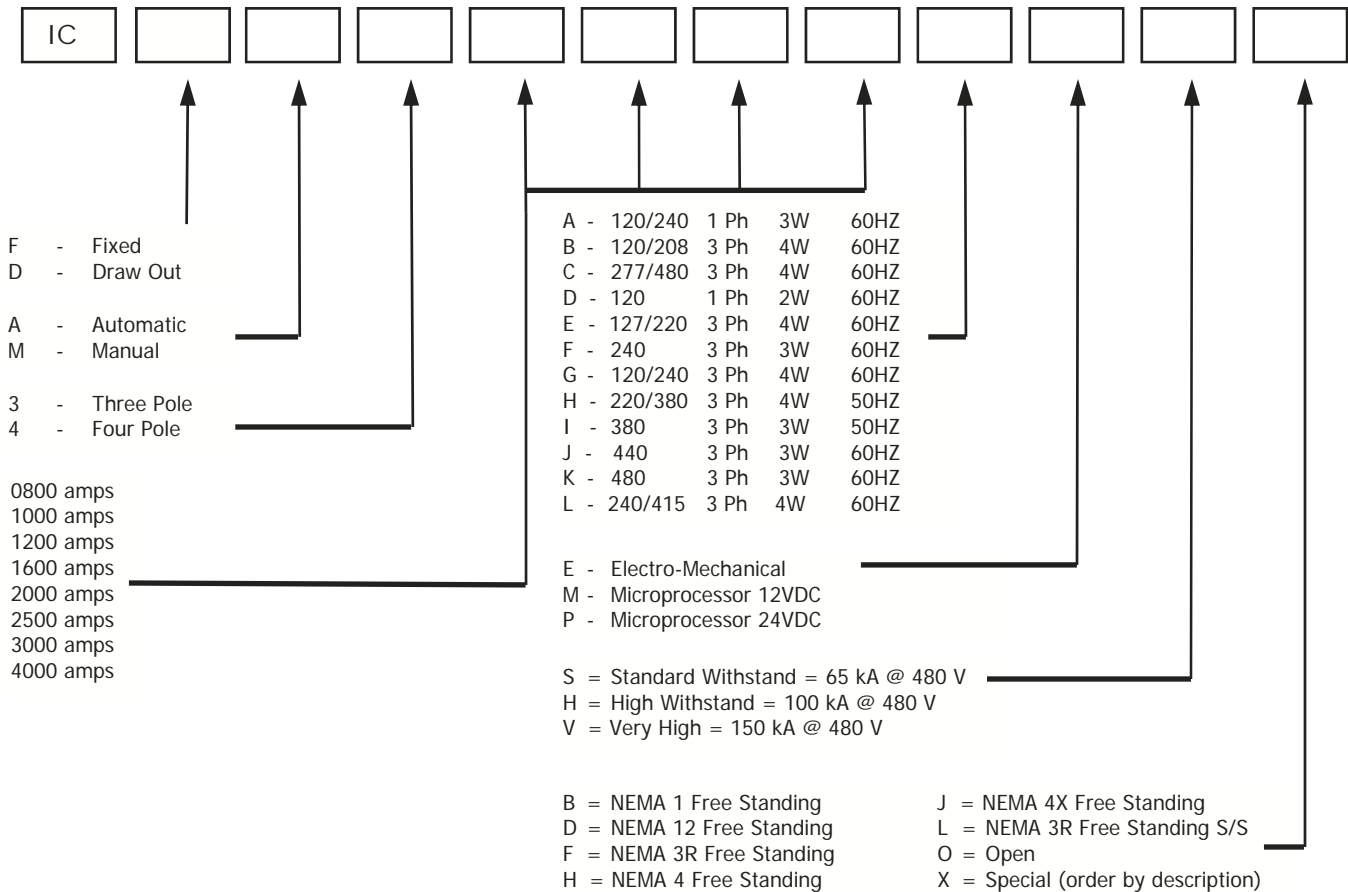 IC
F - Fixed
D - Draw Out
A - Automatic
M - Manual
3 - Three Pole
4 - Four Pole
0800 amps
1000 amps
1200 amps
1600 amps
2000 amps
2500 amps
3000 amps
4000 amps
A - 120/240 1 Ph 3W 60HZ
B - 120/208 3 Ph 4W 60HZ
C - 277/480 3 Ph 4W 60HZ
D - 120 1 Ph 2W 60HZ
E - 127/220 3 Ph 4W 60HZ
F - 240 3 Ph 3W 60HZ
G - 120/240 3 Ph 4W 60HZ
H - 220/380 3 Ph 4W 50HZ
I - 380 3 Ph 3W 50HZ
J - 440 3 Ph 3W 60HZ
K - 480 3 Ph 3W 60HZ
L - 240/415 3 Ph 4W 60HZ
E - Electro-Mechanical
M - Microprocessor 12VDC
P - Microprocessor 24VDC
S = Standard Withstand = 65 kA @ 480 V
H = High Withstand = 100 kA @ 480 V
V = Very High = 150 kA @ 480 V
B = NEMA 1 Free Standing
D = NEMA 12 Free Standing
F = NEMA 3R Free Standing
H = NEMA 4 Free Standing
J = NEMA 4X Free Standing
L = NEMA 3R Free Standing S/S
O = Open
X = Special (order by description)